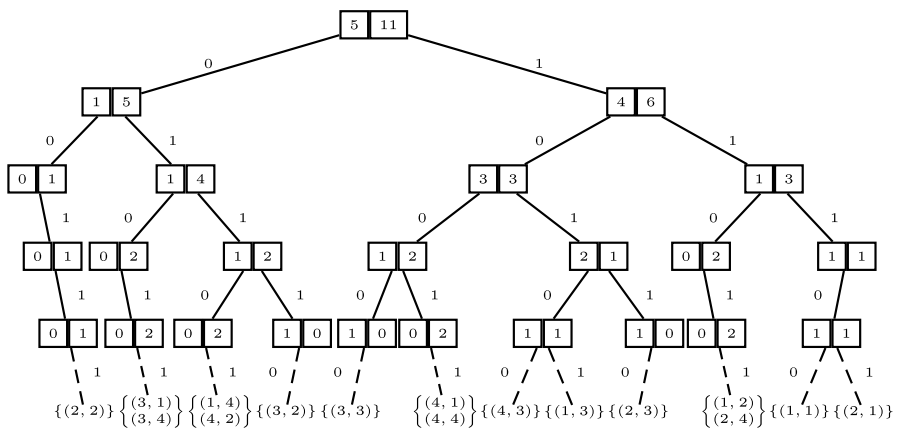 5 11
0 1
1 5 4 6
0 1 0 1
0 1 1 4 3 3 1 3
1 0 1 0 1 0 1
0 1 0 2 1 2 1 2 2 1 0 2 1 1
1 1 0 1 0 1 0 1 1 0
0 1 0 2 0 2 1 0 1 0 0 2 1 1 1 0 0 2 1 1
1 1 1 0 0 1 0 1 0 1 0 1
{(2, 2)} {(3, 1) (3, 4)} {(1, 4) (4, 2)} {(3, 2)} {(3, 3)} {(4, 1) (4, 4)} {(4, 3)} {(1, 3)} {(2, 3)} {(1, 2) (2, 4)} {(1, 1)} {(2, 1)}